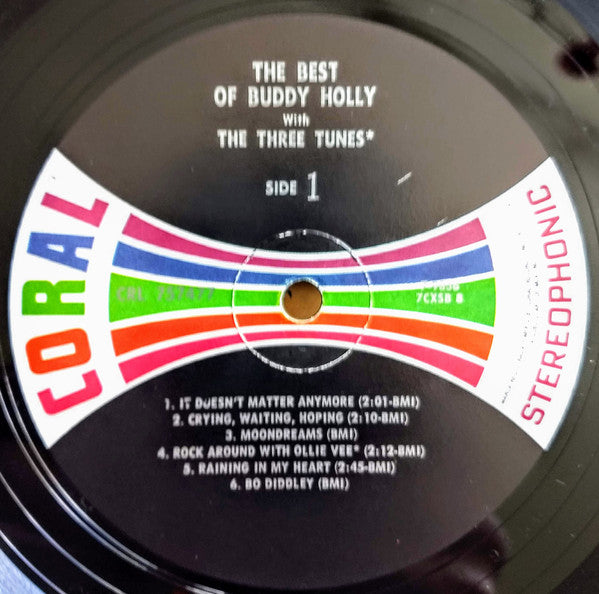 THE BEST
OF BUDDY HOLLY
With
THE THREE TUNES*
SIDE 1
CORAL
STEREOPHONIC
CRL
7CXSB 8
1. IT DOESN'T MATTER ANYMORE (2:01-BMI)
2. CRYING, WAITING, HOPING (2:10-BMI)
3. MOONDREAMS (BMI)
4. ROCK AROUND WITH OLLIE VEE* (2:12-BMI)
5. RAINING IN MY HEART (2:45-BMI)
6. BO DIDDLEY (BMI)